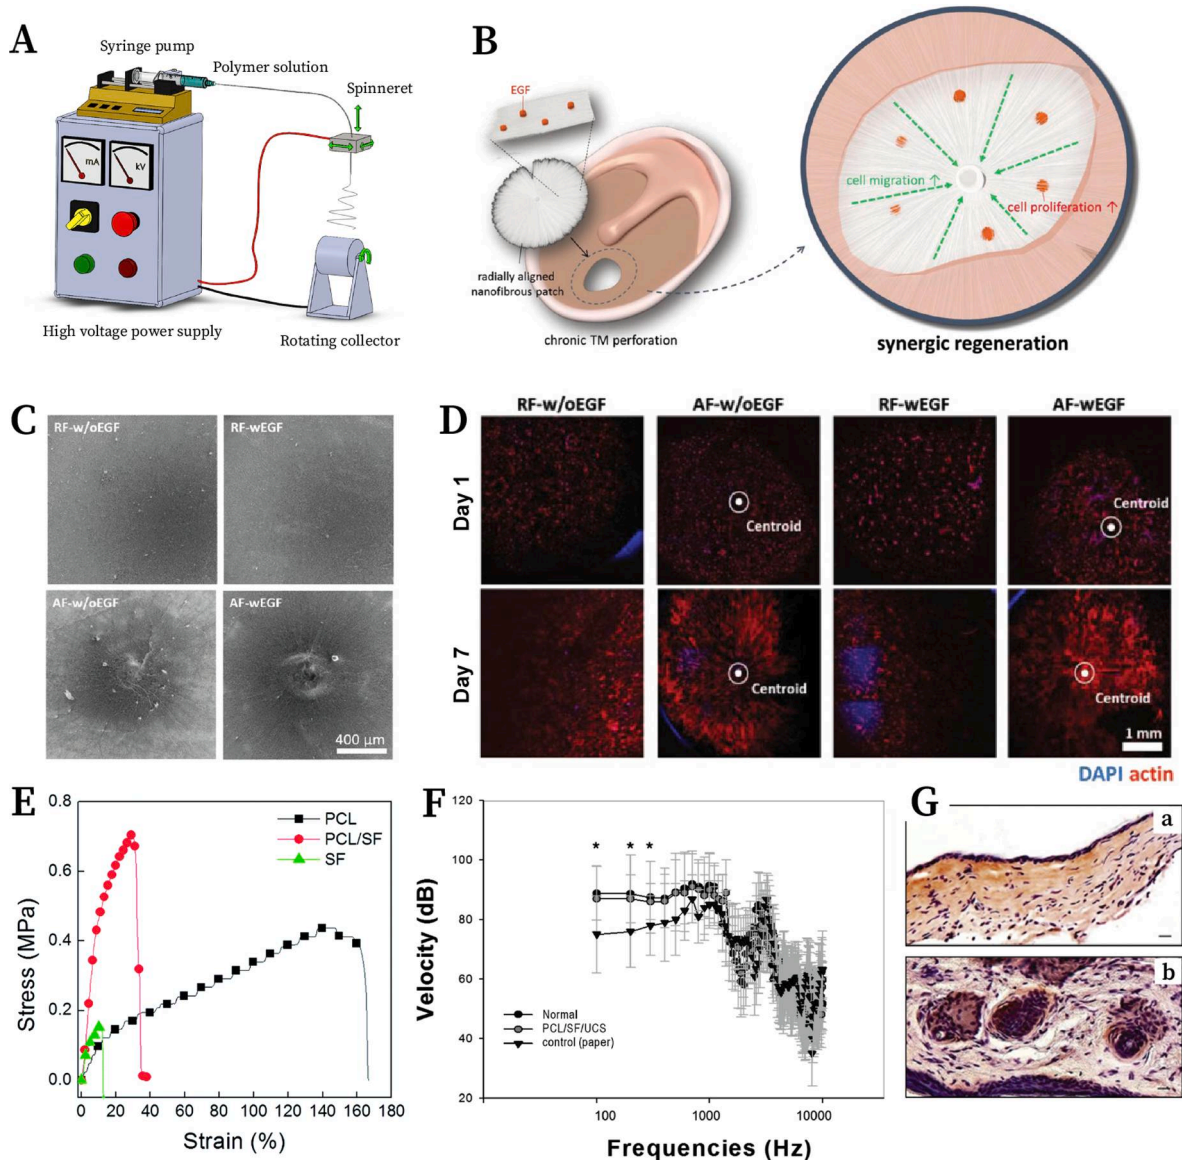 A
Syringe pump
Polymer solution
Spinneret
mA
kV
High voltage power supply
Rotating collector
B
EGF
radially aligned
nanofibrous patch
chronic TM perforation
cell migration ↑
cell proliferation ↑
synergic regeneration
C
RF-w/oEGF
RF-wEGF
AF-w/oEGF
AF-wEGF
400 µm
D
RF-w/oEGF
AF-w/oEGF
RF-wEGF
AF-wEGF
Day 1
Centroid
Centroid
Day 7
Centroid
Centroid
1 mm
DAPI actin
E
Stress (MPa)
0.8
0.6
0.4
0.2
0.0
PCL
PCL/SF
SF
0 20 40 60 80 100 120 140 160 180
Strain (%)
F
Velocity (dB)
120
100
80
60
40
20
* * *
Normal
PCL/SF/UCS
control (paper)
100 1000 10000
Frequencies (Hz)
G
a
b